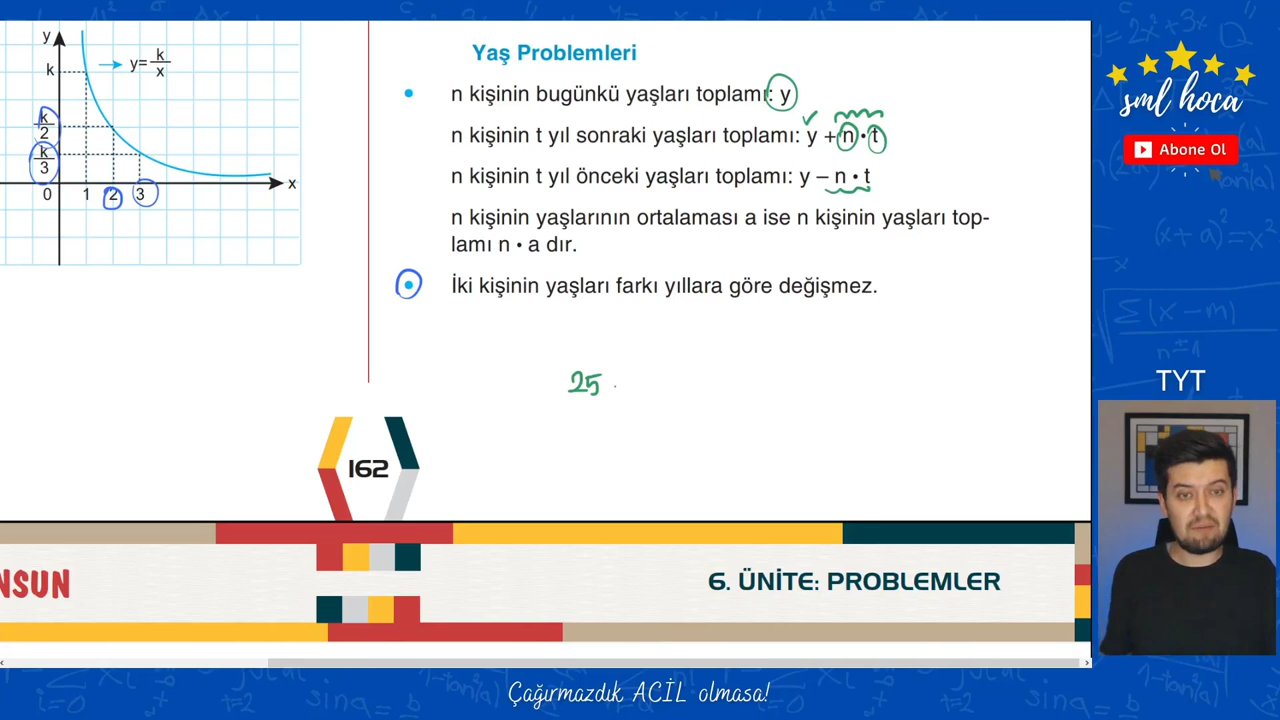 y
k
y=k/x
k/2
k/3
0 1 2 3 x
Yaş Problemleri
n kişinin bugünkü yaşları toplamı: y
n kişinin t yıl sonraki yaşları toplamı: y + n • t
n kişinin t yıl önceki yaşları toplamı: y – n • t
n kişinin yaşlarının ortalaması a ise n kişinin yaşları top-
lamı n • a dır.
İki kişinin yaşları farkı yıllara göre değişmez.
25
162
NSUN
6. ÜNİTE: PROBLEMLER
sml hoca
Abone Ol
TYT
Çağırmazdık ACİL olmasa!